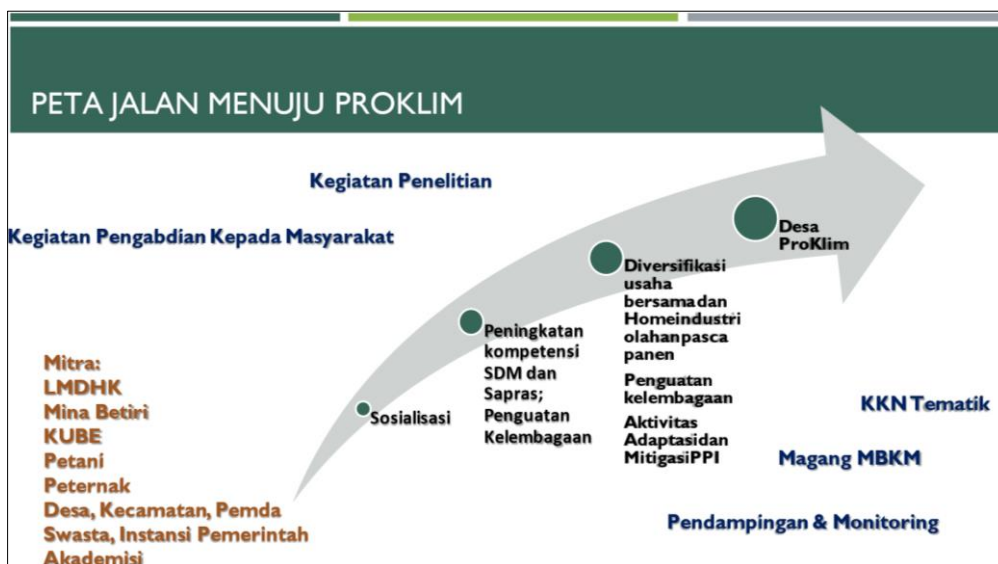 PETA JALAN MENUJU PROKLIM
Kegiatan Penelitian
Kegiatan Pengabdian Kepada Masyarakat
Mitra:
LMDHK
Mina Betiri
KUBE
Petani
Peternak
Desa, Kecamatan, Pemda
Swasta, Instansi Pemerintah
Akademisi
Sosialisasi
Peningkatan
kompetensi
SDM dan
Sapras;
Penguatan
Kelembagaan
Diversifikasi
usaha
bersamadan
Homeindustri
olahanpasca
panen
Penguatan
kelembagaan
Aktivitas
Adaptasidan
MitigasiPPI
Desa
ProKlim
KKN Tematik
Magang MBKM
Pendampingan & Monitoring